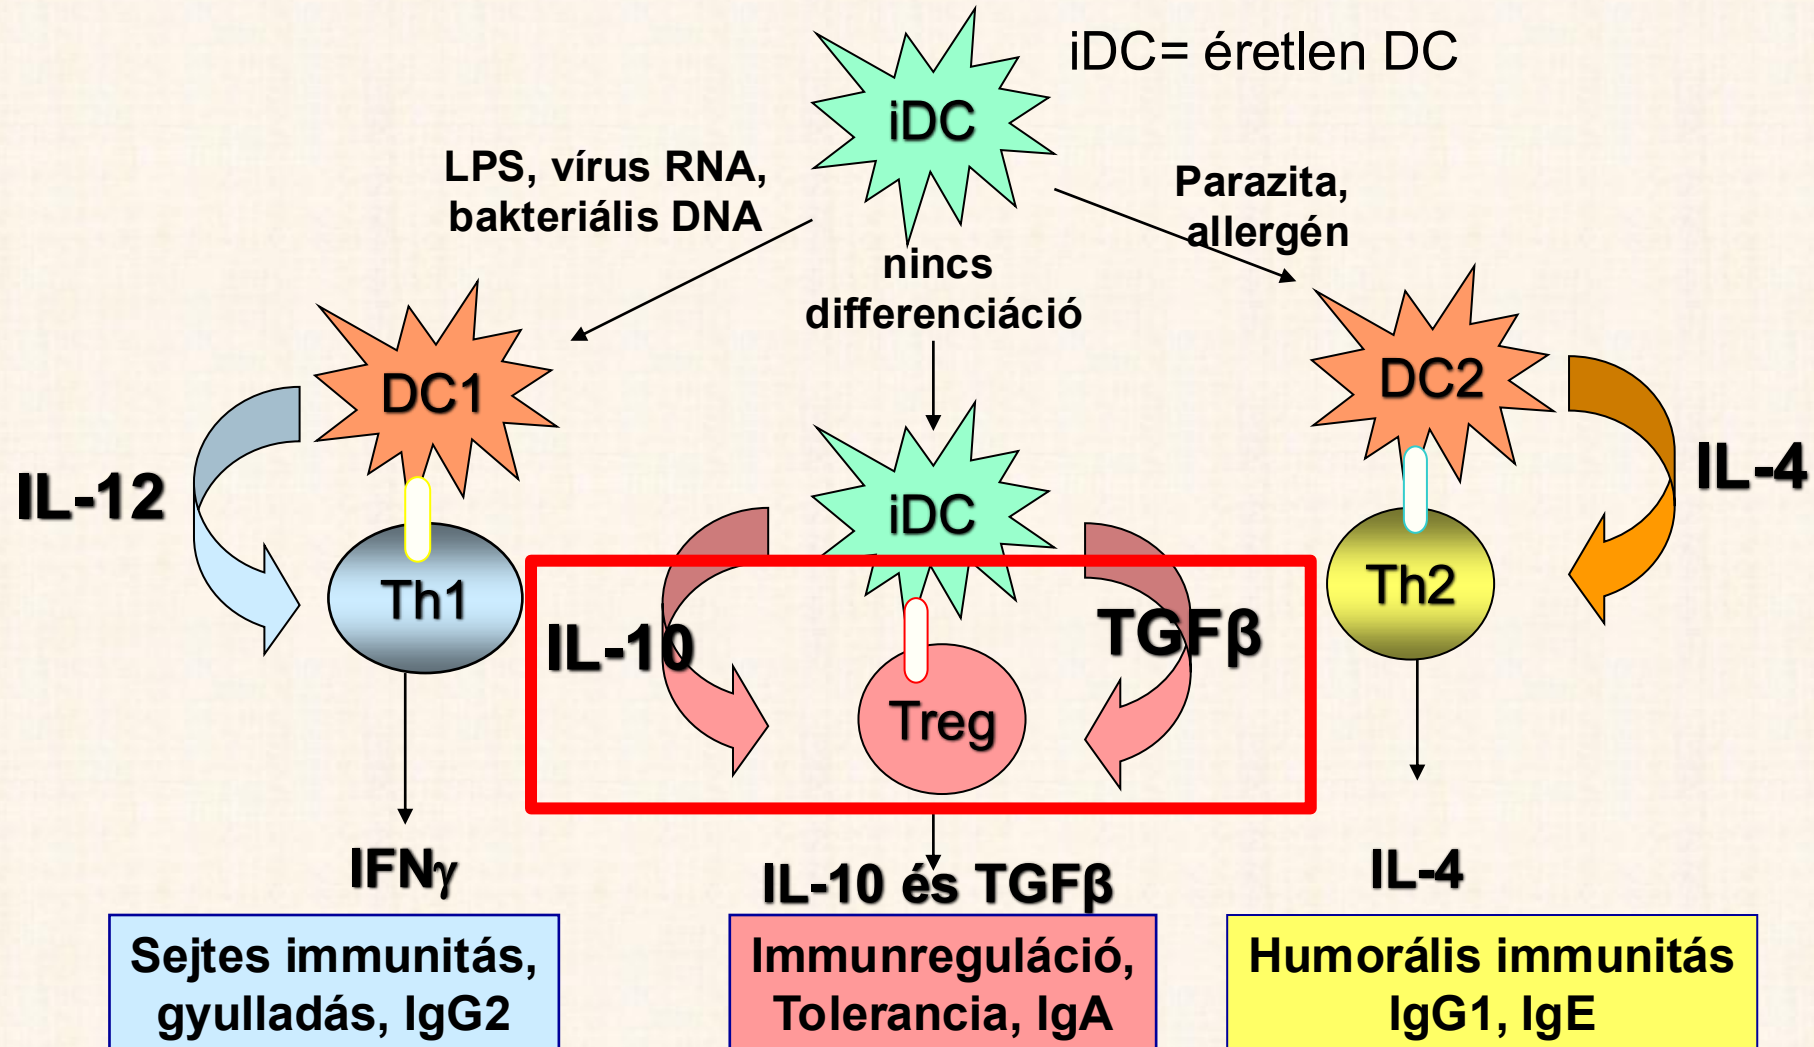 iDC
iDC= éretlen DC
LPS, vírus RNA,
bakteriális DNA
Parazita,
allergén
nincs
differenciáció
DC1
DC2
IL-12
IL-4
iDC
Th1
Th2
IL-10
TGFβ
Treg
IFNγ
IL-10 és TGFβ
IL-4
Sejtes immunitás,
gyulladás, IgG2
Immunreguláció,
Tolerancia, IgA
Humorális immunitás
IgG1, IgE